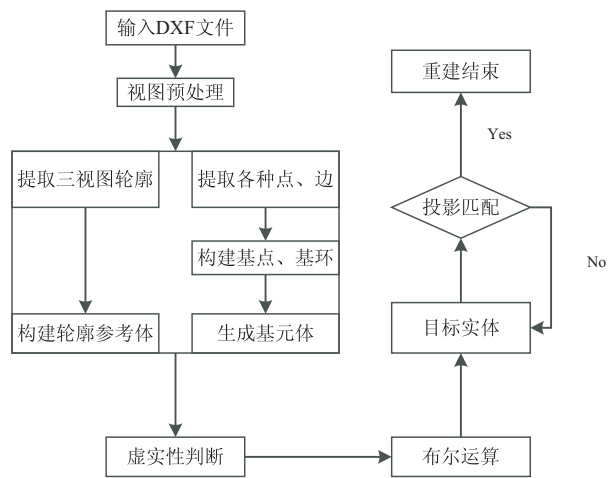 输入DXF文件
视图预处理
提取三视图轮廓
提取各种点、边
构建基点、基环
构建轮廓参考体
生成基元体
虚实性判断
布尔运算
目标实体
投影匹配
No
Yes
重建结束